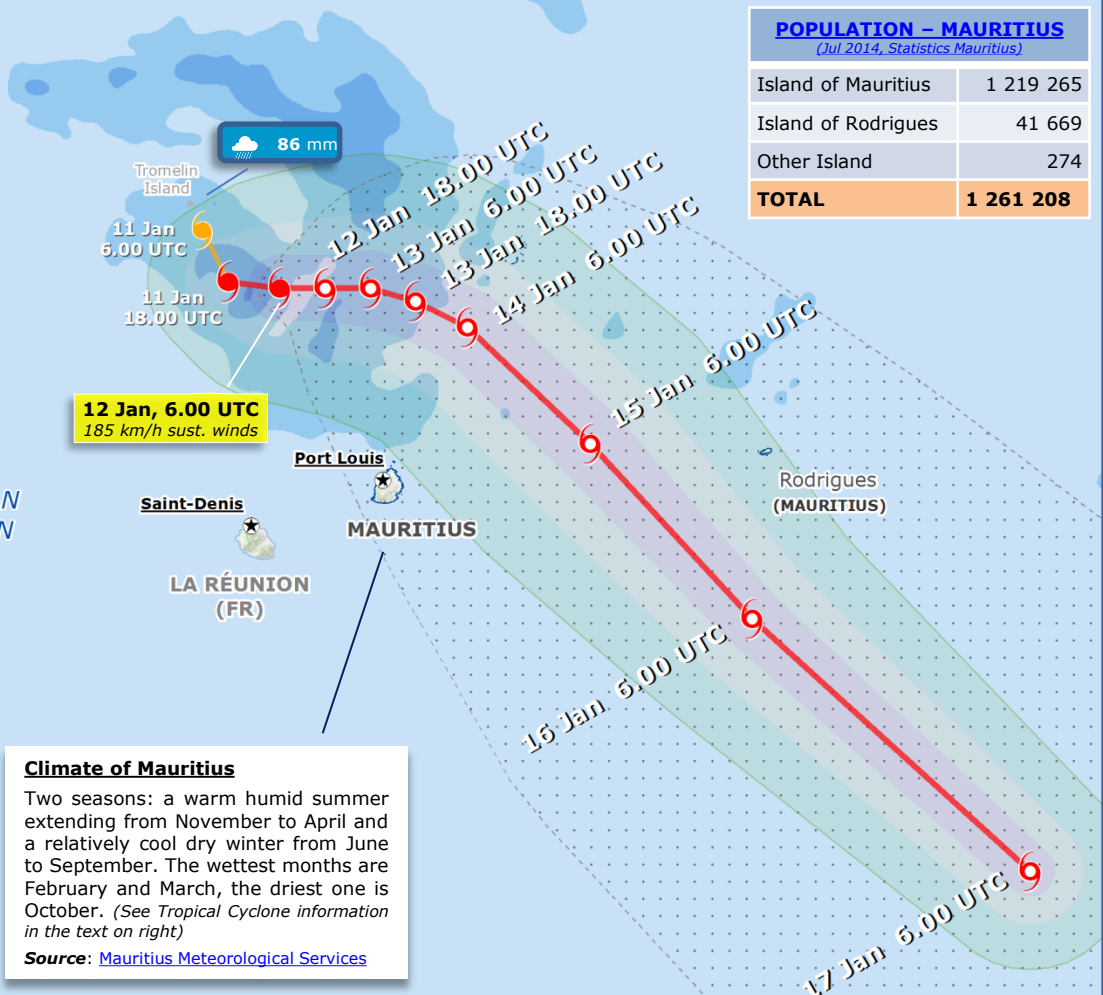 POPULATION – MAURITIUS
(Jul 2014, Statistics Mauritius)
Island of Mauritius 1 219 265
Island of Rodrigues 41 669
Other Island 274
TOTAL 1 261 208
86 mm
Tromelin
Island
11 Jan
6.00 UTC
11 Jan
18.00 UTC
12 Jan 18.00 UTC
13 Jan 6.00 UTC
13 Jan 18.00 UTC
14 Jan 6.00 UTC
15 Jan 6.00 UTC
12 Jan, 6.00 UTC
185 km/h sust. winds
Port Louis
MAURITIUS
Saint-Denis
LA RÉUNION
(FR)
Rodrigues
(MAURITIUS)
N
N
16 Jan 6.00 UTC
17 Jan 6.00 UTC
Climate of Mauritius
Two seasons: a warm humid summer
extending from November to April and
a relatively cool dry winter from June
to September. The wettest months are
February and March, the driest one is
October. (See Tropical Cyclone information
in the text on right)
Source: Mauritius Meteorological Services